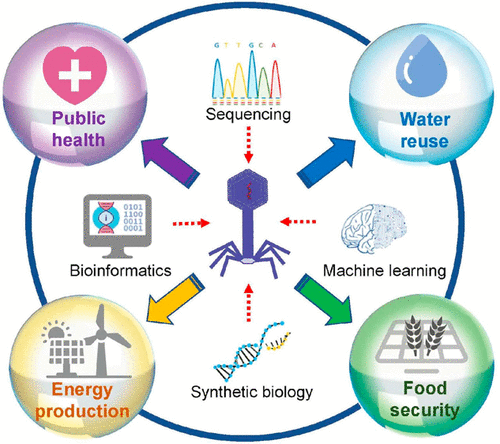 G T T G C A
Sequencing
Public
health
Water
reuse
0101
1100
0011
0001
Bioinformatics
Machine learning
Energy
production
Synthetic biology
Food
security